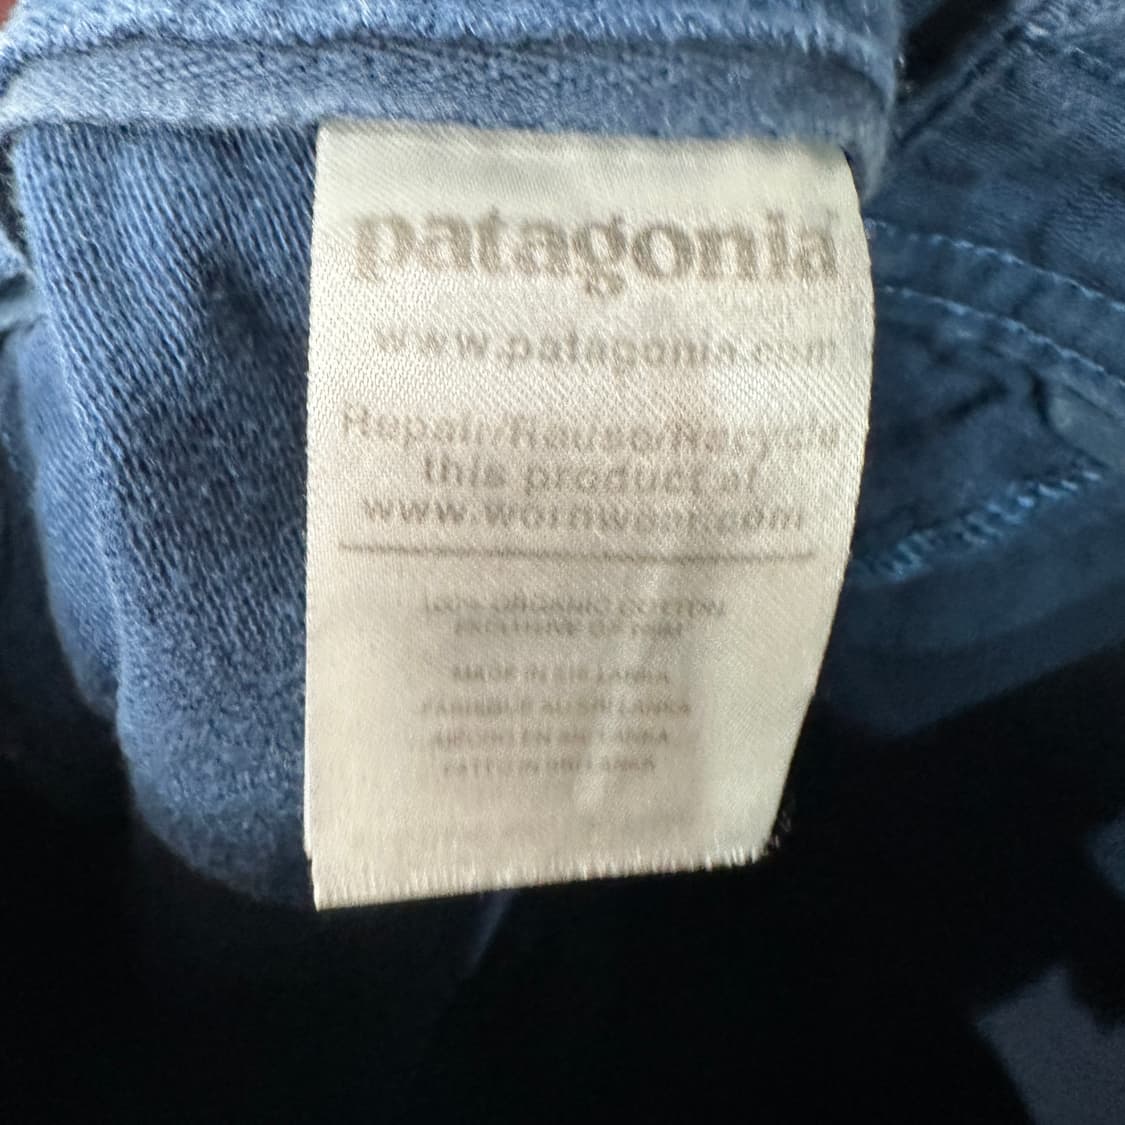 patagonia
www.patagonia.com
Repair/Reuse/Recycle
this product at
www.wornwear.com
100% ORGANIC COTTON
EXCLUSIVE OF TRIM
MADE IN SRI LANKA
FABRIQUÉ AU SRI LANKA
HECHO EN SRI LANKA
FATTO IN SRI LANKA